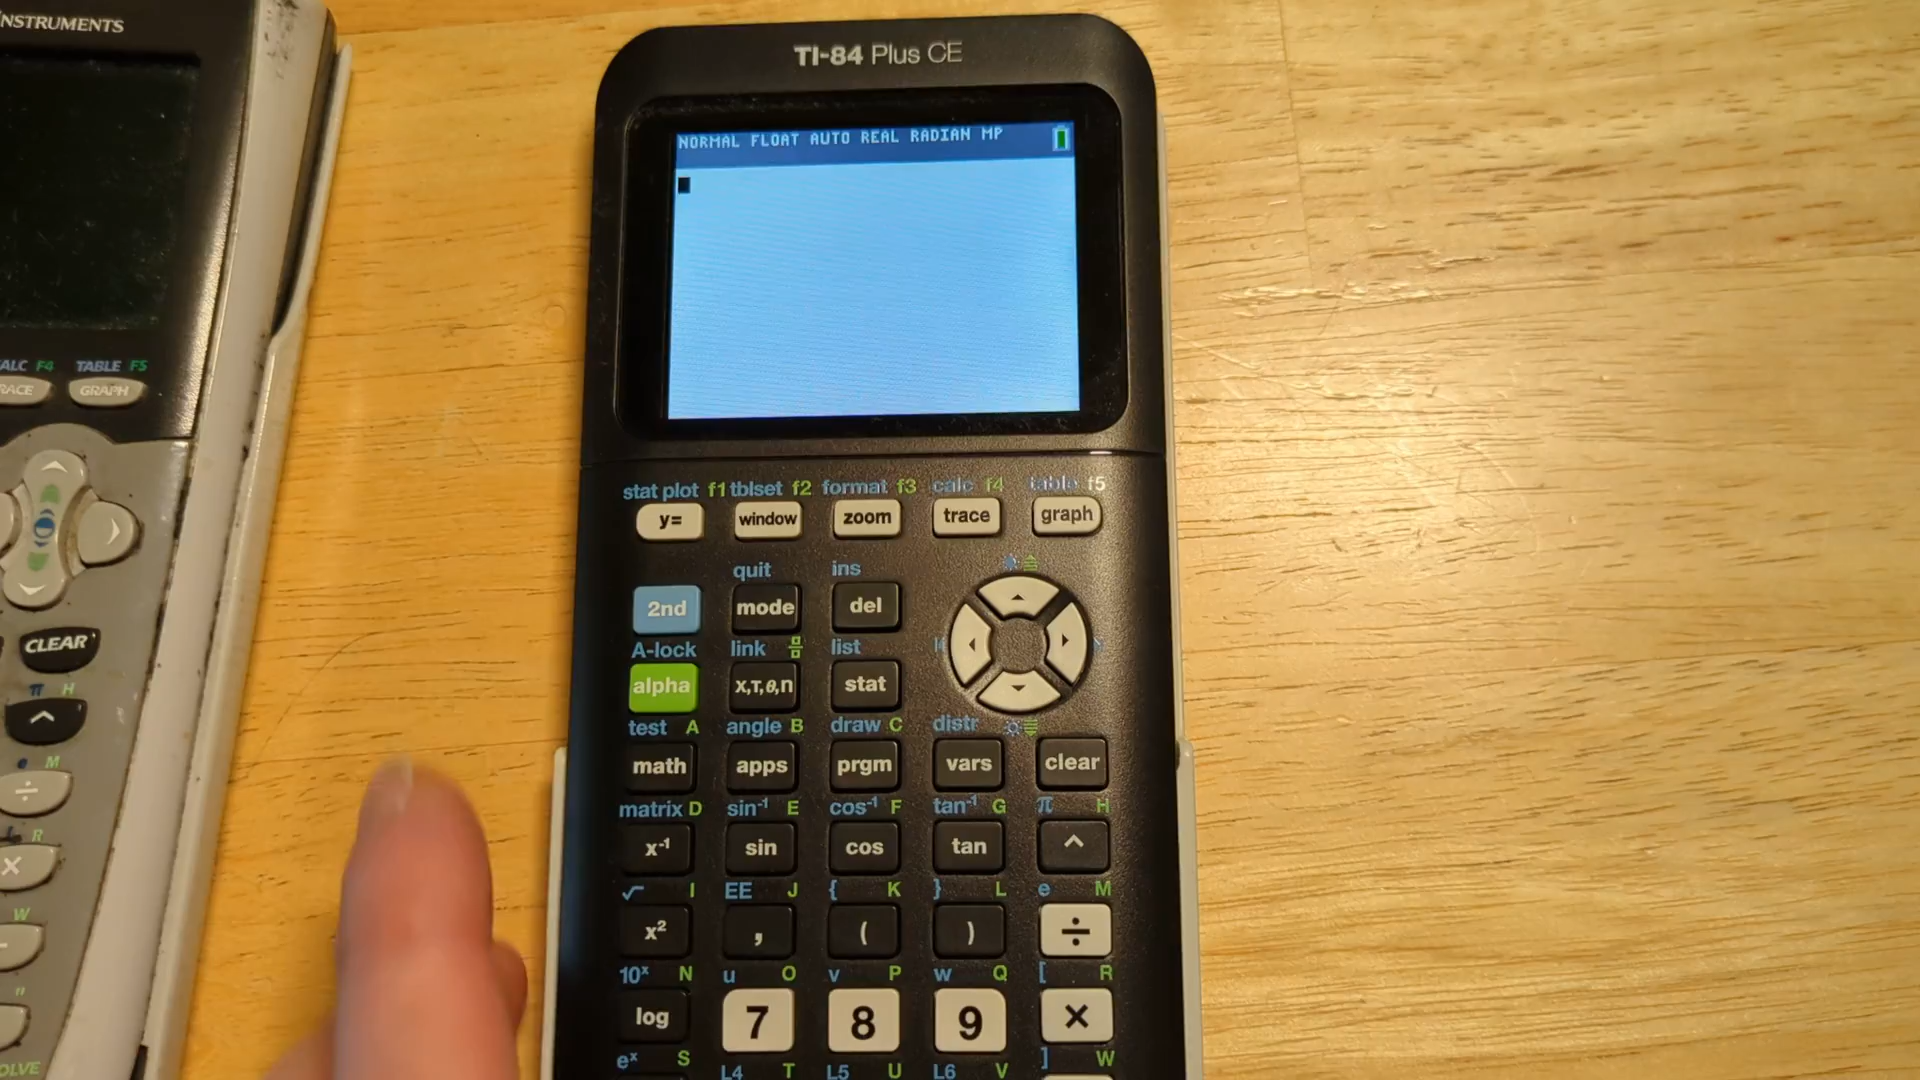 INSTRUMENTS
TI-84 Plus CE
NORMAL FLOAT AUTO REAL RADIAN MP
F4 TABLE F5
GRAPH
CLEAR
π H
e M
R
W
stat plot f1 tblset f2 format f3 calc f4 table f5
y= window zoom trace graph
quit ins
2nd mode del
A-lock link list
alpha x,T,θ,n stat
test A angle B draw C distr
math apps prgm vars clear
matrix D sin⁻¹ E cos⁻¹ F tan⁻¹ G π H
x⁻¹ sin cos tan ^
√ I EE J { K } L e M
x² , ( ) ÷
10ˣ N u O v P w Q [ R
log 7 8 9 ×
eˣ S L4 T L5 U L6 V ] W